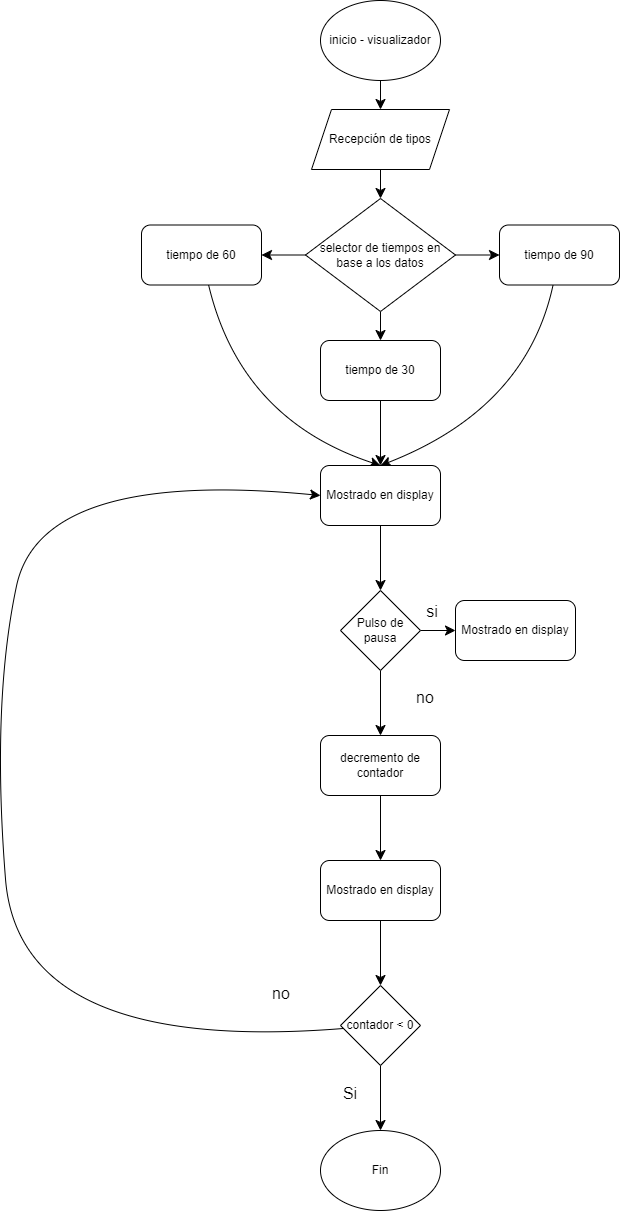 inicio - visualizador
Recepción de tipos
selector de tiempos en
base a los datos
tiempo de 60
tiempo de 90
tiempo de 30
Mostrado en display
Pulso de
pausa
si
Mostrado en display
no
decremento de
contador
Mostrado en display
no
contador < 0
Si
Fin